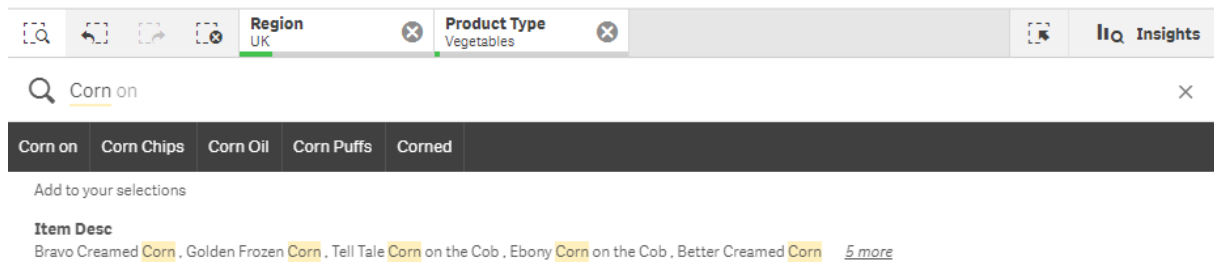 Region Product Type
UK Vegetables
Insights
Corn on
Corn on Corn Chips Corn Oil Corn Puffs Corned
Add to your selections
Item Desc
Bravo Creamed Corn , Golden Frozen Corn , Tell Tale Corn on the Cob , Ebony Corn on the Cob , Better Creamed Corn 5 more